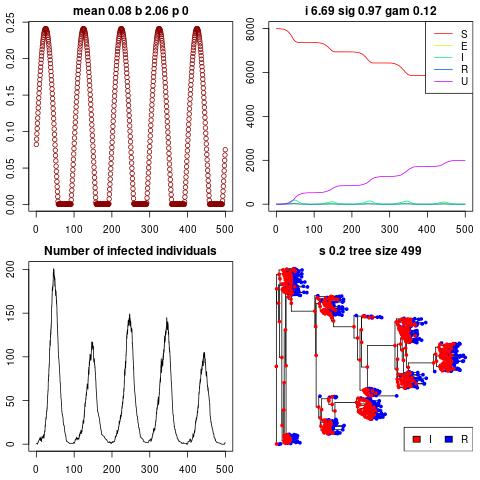 mean 0.08 b 2.06 p 0
0.00 0.05 0.10 0.15 0.20 0.25
0 100 200 300 400 500
i 6.69 sig 0.97 gam 0.12
0 2000 4000 6000 8000
0 100 200 300 400 500
S
E
I
R
U
Number of infected individuals
0 50 100 150 200
0 100 200 300 400 500
s 0.2 tree size 499
I R